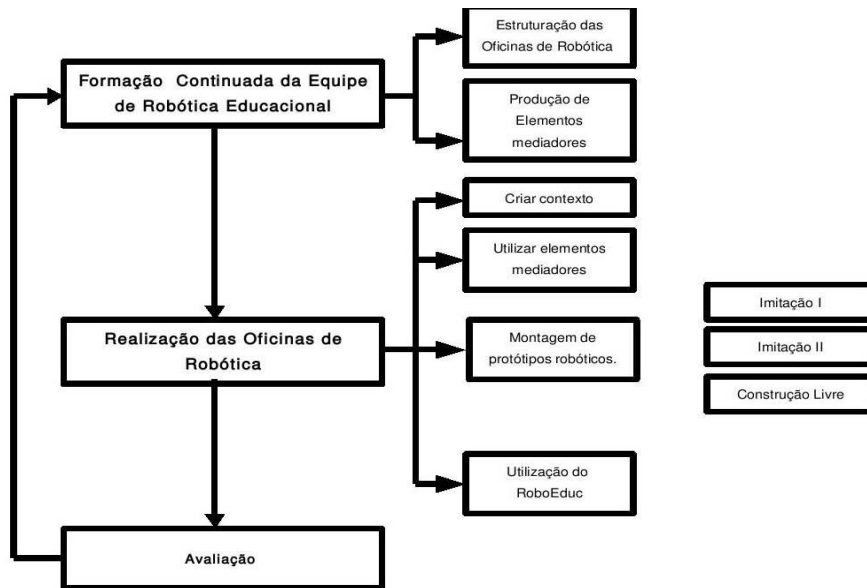 Estruturação das
Oficinas de Robótica
Formação Continuada da Equipe
de Robótica Educacional
Produção de
Elementos
mediadores
Criar contexto
Utilizar elementos
mediadores
Realização das Oficinas de
Robótica
Montagem de
protótipos robóticos.
Imitação I
Imitação II
Construção Livre
Utilização do
RoboEduc
Avaliação